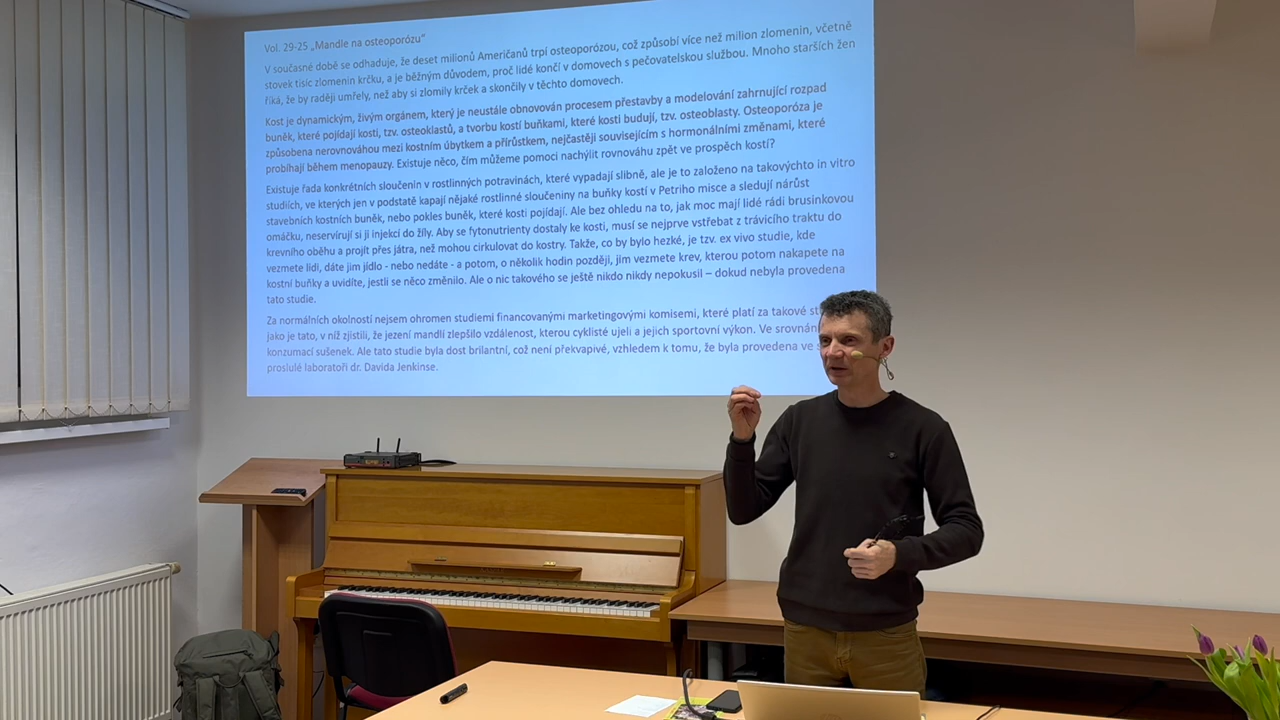 Vol. 29-25 „Mandle na osteoporózu"
V současné době se odhaduje, že deset milionů Američanů trpí osteoporózou, což způsobí více než milion zlomenin, včetně
stovek tisíc zlomenin krčku, a je běžným důvodem, proč lidé končí v domovech s pečovatelskou službou. Mnoho starších žen
říká, že by raději umřely, než aby si zlomily krček a skončily v těchto domovech.
Kost je dynamickým, živým orgánem, který je neustále obnovován procesem přestavby a modelování zahrnující rozpad
buněk, které pojídají kosti, tzv. osteoklastů, a tvorbu kostí buňkami, které kosti budují, tzv. osteoblasty. Osteoporóza je
způsobena nerovnováhou mezi kostním úbytkem a přírůstkem, nejčastěji souvisejícím s hormonálními změnami, které
probíhají během menopauzy. Existuje něco, čím můžeme pomoci nachýlit rovnováhu zpět ve prospěch kostí?
Existuje řada konkrétních sloučenin v rostlinných potravinách, které vypadají slibně, ale je to založeno na takovýchto in vitro
studiích, ve kterých jen v podstatě kapají nějaké rostlinné sloučeniny na buňky kostí v Petriho misce a sledují nárůst
stavebních kostních buněk, nebo pokles buněk, které kosti pojídají. Ale bez ohledu na to, jak moc mají lidé rádi brusinkovou
omáčku, neservírují si ji injekcí do žíly. Aby se fytonutrienty dostaly ke kosti, musí se nejprve vstřebat z trávicího traktu do
krevního oběhu a projít přes játra, než mohou cirkulovat do kostry. Takže, co by bylo hezké, je tzv. ex vivo studie, kde
vezmete lidi, dáte jim jídlo - nebo nedáte - a potom, o několik hodin později, jim vezmete krev, kterou potom nakapete na
kostní buňky a uvidíte, jestli se něco změnilo. Ale o nic takového se ještě nikdo nikdy nepokusil – dokud nebyla provedena
tato studie.
Za normálních okolností nejsem ohromen studiemi financovanými marketingovými komisemi, které platí za takové
jako je tato, v níž zjistili, že jezení mandlí zlepšilo vzdálenost, kterou cyklisté ujeli a jejich sportovní výkon. Ve srovnání
konzumací sušenek. Ale tato studie byla dost brilantní, což není překvapivé, vzhledem k tomu, že byla provedena ve
proslulé laboratoři dr. Davida Jenkinse.